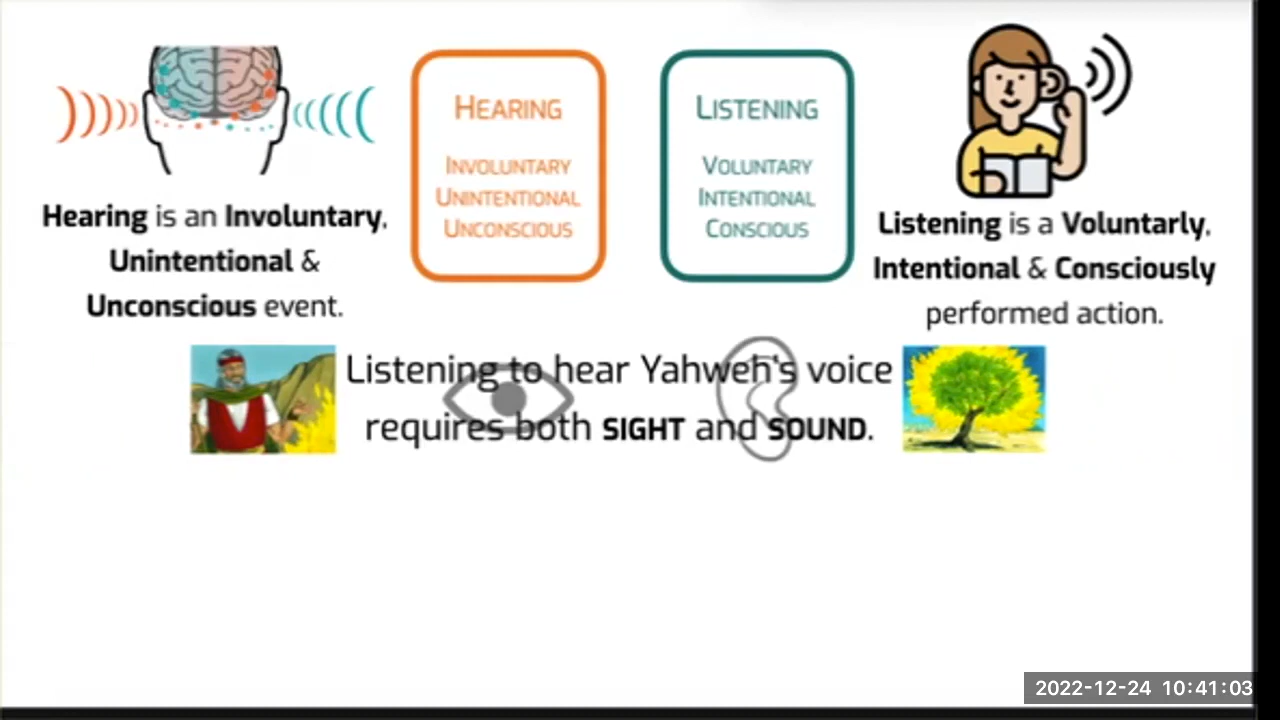 HEARING
INVOLUNTARY
UNINTENTIONAL
UNCONSCIOUS
LISTENING
VOLUNTARY
INTENTIONAL
CONSCIOUS
Hearing is an Involuntary,
Unintentional &
Unconscious event.
Listening is a Voluntarly,
Intentional & Consciously
performed action.
Listening to hear Yahweh's voice
requires both SIGHT and SOUND.
2022-12-24 10:41:03